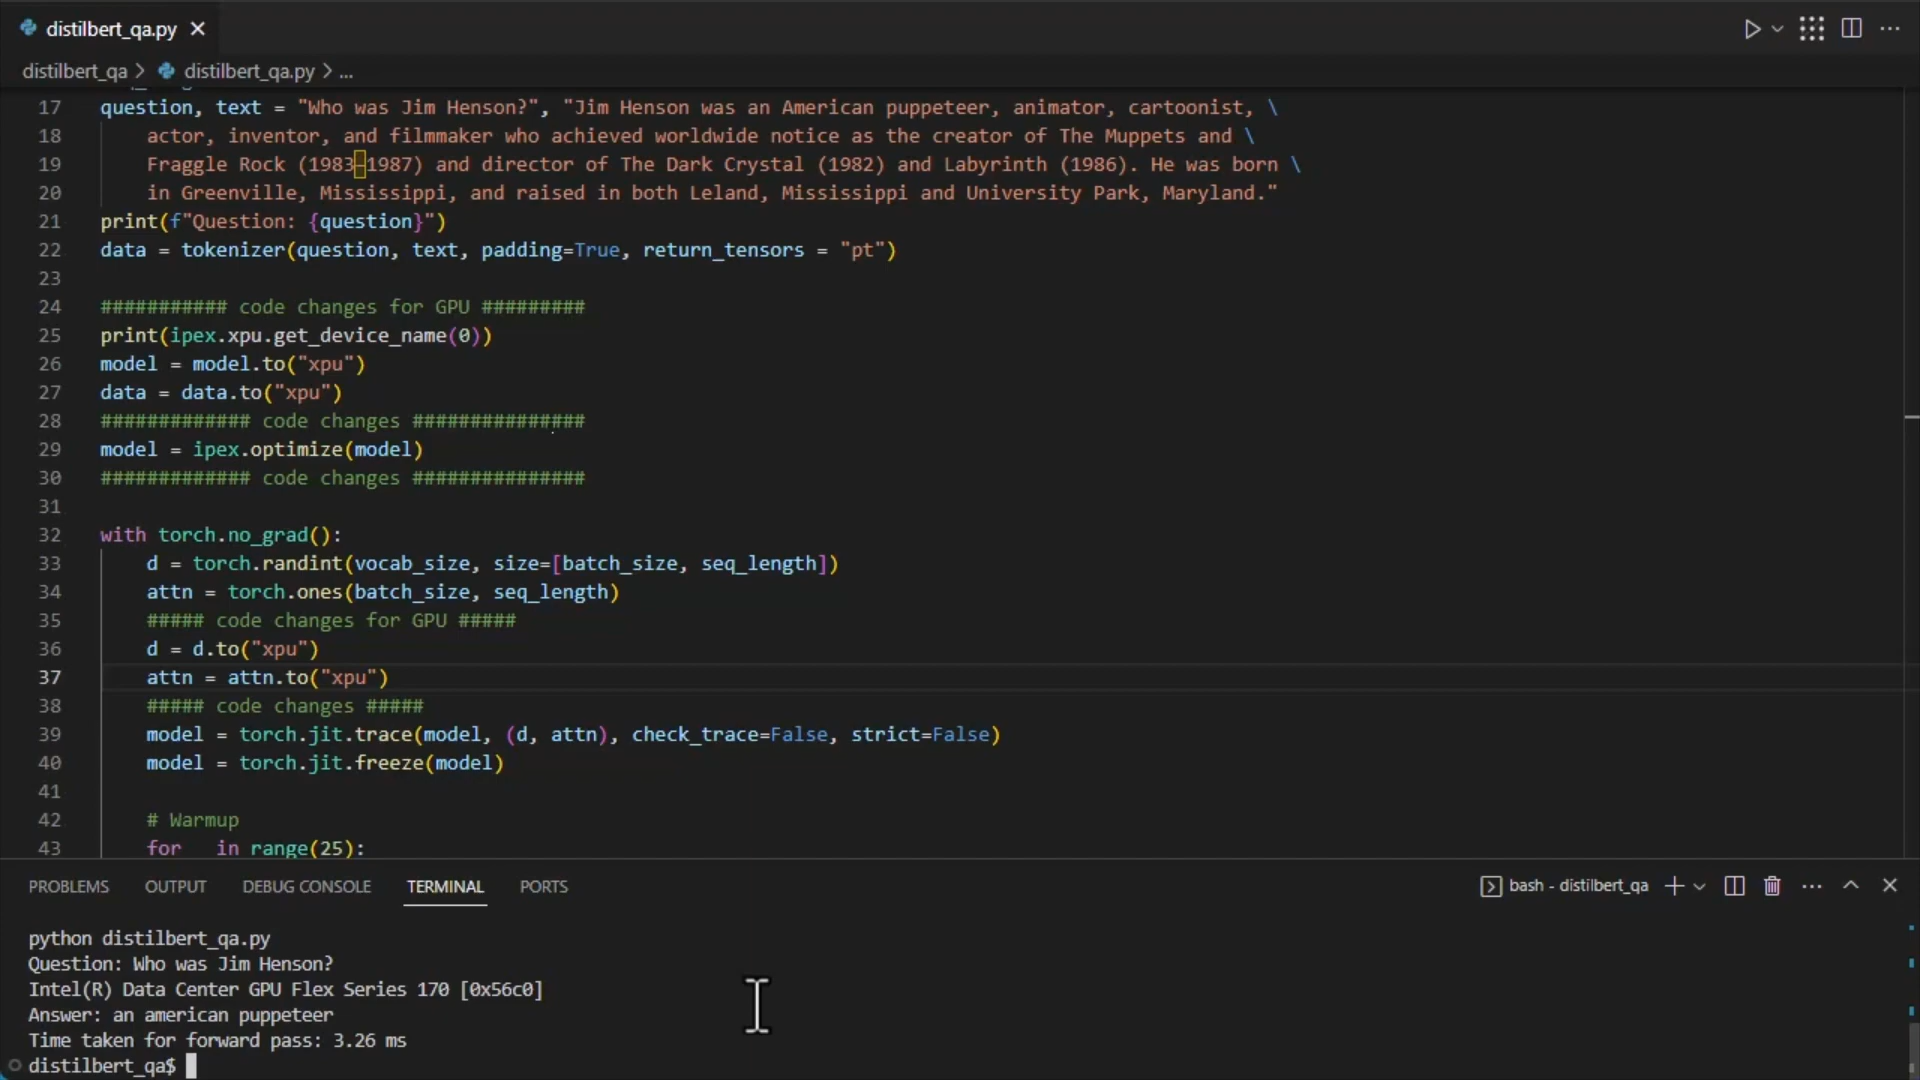 distilbert_qa.py
distilbert_qa > distilbert_qa.py > ...
17 question, text = "Who was Jim Henson?", "Jim Henson was an American puppeteer, animator, cartoonist, \
18 actor, inventor, and filmmaker who achieved worldwide notice as the creator of The Muppets and \
19 Fraggle Rock (1983–1987) and director of The Dark Crystal (1982) and Labyrinth (1986). He was born \
20 in Greenville, Mississippi, and raised in both Leland, Mississippi and University Park, Maryland."
21 print(f"Question: {question}")
22 data = tokenizer(question, text, padding=True, return_tensors = "pt")
23
24 ########### code changes for GPU #########
25 print(ipex.xpu.get_device_name(0))
26 model = model.to("xpu")
27 data = data.to("xpu")
28 ############# code changes ###############
29 model = ipex.optimize(model)
30 ############# code changes ###############
31
32 with torch.no_grad():
33 d = torch.randint(vocab_size, size=[batch_size, seq_length])
34 attn = torch.ones(batch_size, seq_length)
35 ##### code changes for GPU #####
36 d = d.to("xpu")
37 attn = attn.to("xpu")
38 ##### code changes #####
39 model = torch.jit.trace(model, (d, attn), check_trace=False, strict=False)
40 model = torch.jit.freeze(model)
41
42 # Warmup
43 for in range(25):
PROBLEMS OUTPUT DEBUG CONSOLE TERMINAL PORTS bash - distilbert_qa
python distilbert_qa.py
Question: Who was Jim Henson?
Intel(R) Data Center GPU Flex Series 170 [0x56c0]
Answer: an american puppeteer
Time taken for forward pass: 3.26 ms
distilbert_qa$